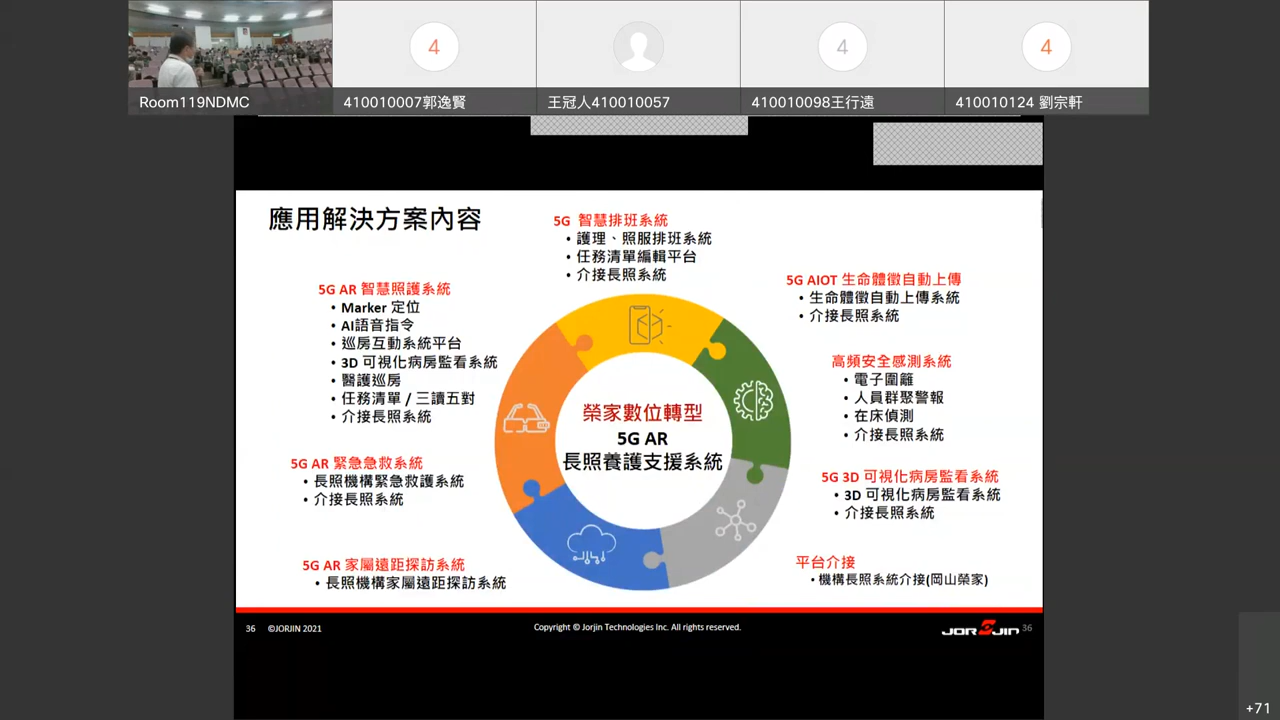 4
4
4
Room119NDMC
410010007郭逸賢
王冠人410010057
410010098王行遠
410010124 劉宗軒
應用解決方案內容
5G 智慧排班系統
• 護理、照服排班系統
• 任務清單編輯平台
• 介接長照系統
5G AR 智慧照護系統
• Marker 定位
• AI語音指令
• 巡房互動系統平台
• 3D 可視化病房監看系統
• 醫護巡房
• 任務清單 / 三讀五對
• 介接長照系統
5G AR 緊急急救系統
• 長照機構緊急救護系統
• 介接長照系統
5G AR 家屬遠距探訪系統
• 長照機構家屬遠距探訪系統
榮家數位轉型
5G AR
長照養護支援系統
5G AIOT 生命體徵自動上傳
• 生命體徵自動上傳系統
• 介接長照系統
高頻安全感測系統
• 電子圍籬
• 人員群聚警報
• 在床偵測
• 介接長照系統
5G 3D 可視化病房監看系統
• 3D 可視化病房監看系統
• 介接長照系統
平台介接
• 機構長照系統介接(岡山榮家)
36 ©JORJIN 2021
Copyright © Jorjin Technologies Inc. All rights reserved.
JORJIN 36
+71